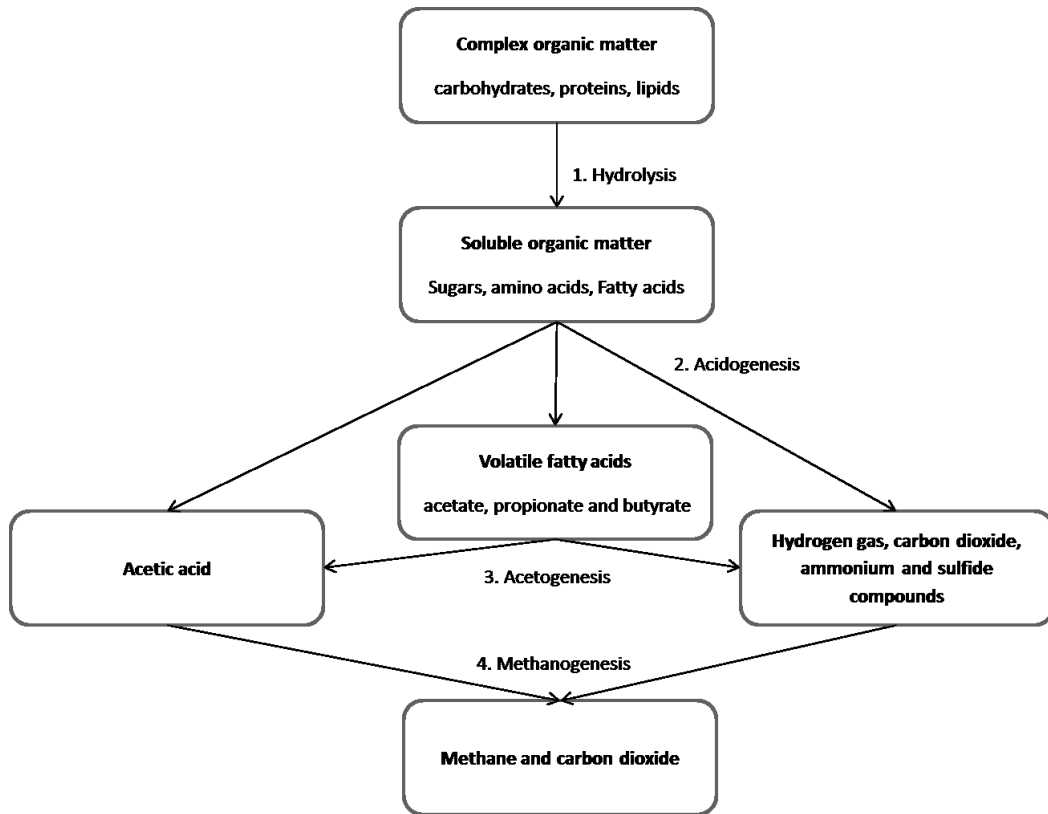 Complex organic matter
carbohydrates, proteins, lipids
1. Hydrolysis
Soluble organic matter
Sugars, amino acids, Fatty acids
2. Acidogenesis
Volatile fatty acids
acetate, propionate and butyrate
Acetic acid
3. Acetogenesis
Hydrogen gas, carbon dioxide,
ammonium and sulfide
compounds
4. Methanogenesis
Methane and carbon dioxide